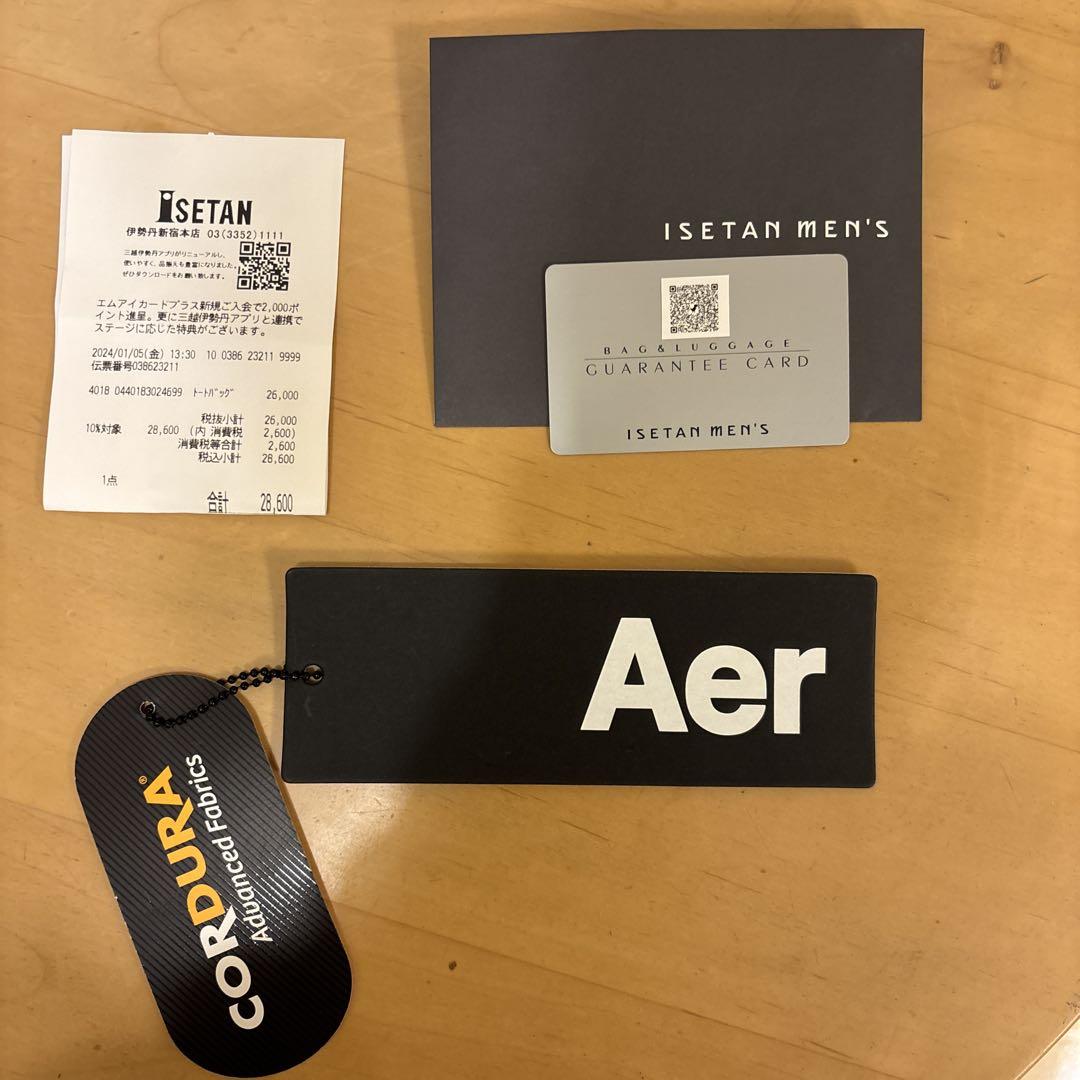 ISETAN
伊勢丹新宿本店 03(3352)1111
三越伊勢丹アプリがリニューアルし、
使いやすく、品揃えも豊富になりました。
ぜひダウンロードをお願い致します。
エムアイカードプラス新規ご入会で2,000ポ
イント進呈。更に三越伊勢丹アプリと連携で
ステージに応じた特典がございます。
2024/01/05(金) 13:30 10 0386 23211 9999
伝票番号038623211
4018 0440183024699 トートバッグ 26,000
税抜小計 26,000
10%対象 28,600 (内 消費税 2,600)
消費税等合計 2,600
税込小計 28,600
1点
合計 28,600
ISETAN MEN'S
BAG & LUGGAGE
GUARANTEE CARD
ISETAN MEN'S
Aer
CORDURA®
Advanced Fabrics